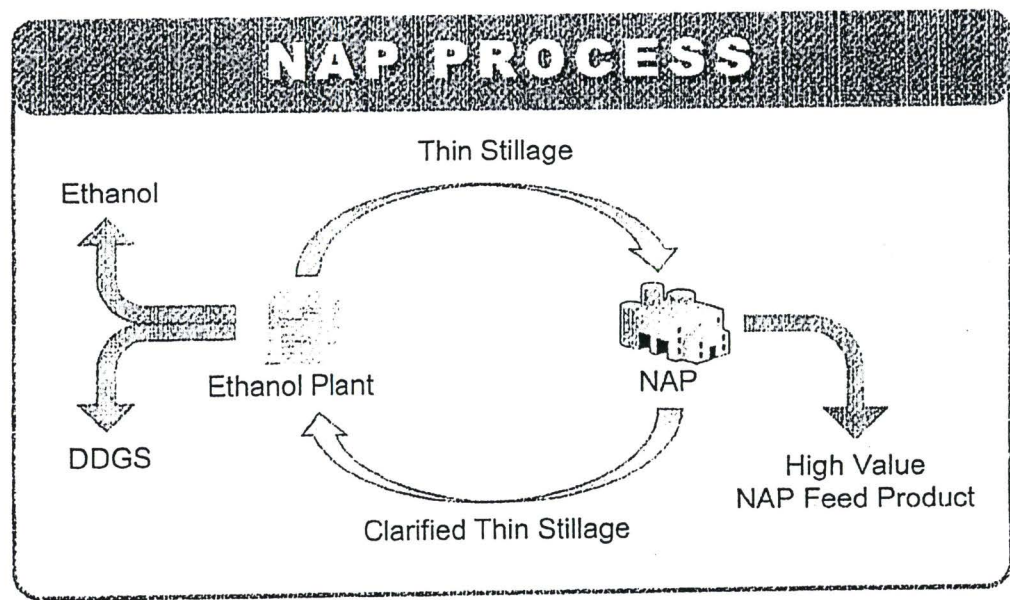 NAP PROCESS
Thin Stillage
Ethanol
Ethanol Plant
NAP
DDGS
High Value
NAP Feed Product
Clarified Thin Stillage